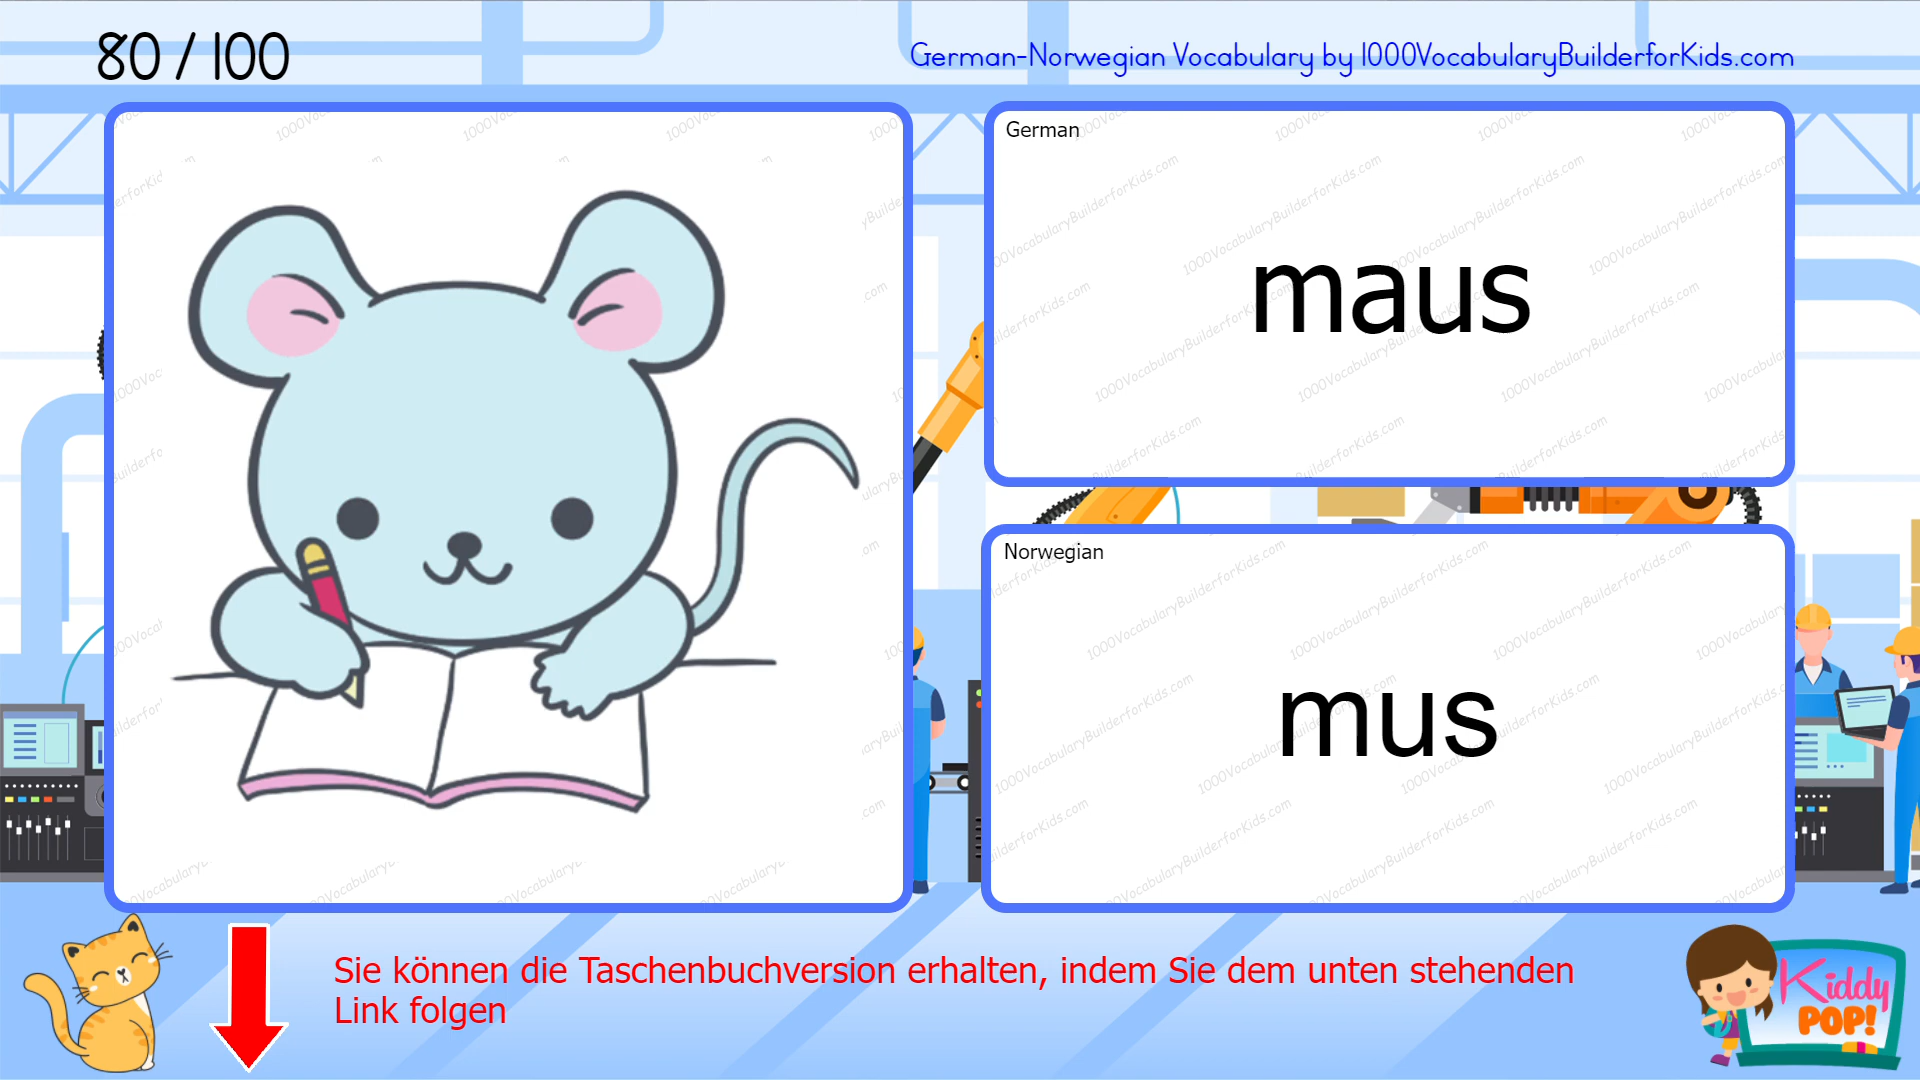 80 / 100
German-Norwegian Vocabulary by 1000VocabularyBuilderforKids.com
German
maus
Norwegian
mus
Sie können die Taschenbuchversion erhalten, indem Sie dem unten stehenden
Link folgen
Kiddy
POP!